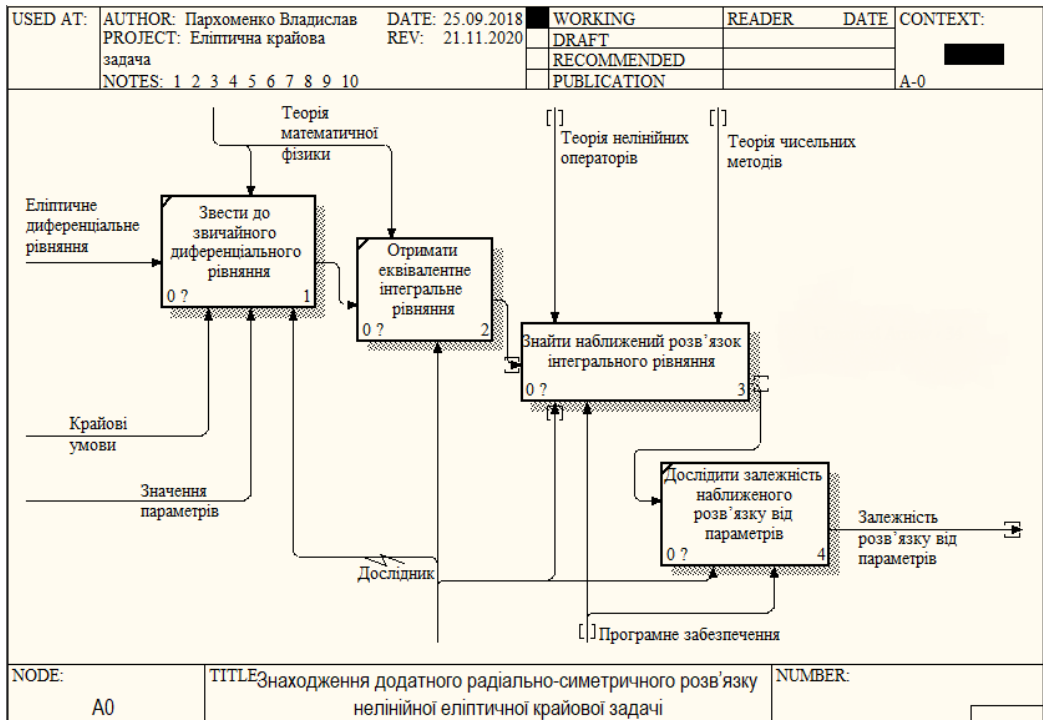 USED AT:
AUTHOR: Пархоменко Владислав
DATE: 25.09.2018
PROJECT: Еліптична крайова
REV: 21.11.2020
задача
NOTES: 1 2 3 4 5 6 7 8 9 10
WORKING
DRAFT
RECOMMENDED
PUBLICATION
READER
DATE
CONTEXT:
A-0
Теорія
математичної
фізики
Теорія нелінійних
операторів
Теорія чисельних
методів
Еліптичне
диференціальне
рівняння
Звести до
звичайного
диференціального
рівняння
0 ?
1
Отримати
еквівалентне
інтегральне
рівняння
0 ?
2
Знайти наближений розв’язок
інтегрального рівняння
0 ?
3
Крайові
умови
Значення
параметрів
Дослідити залежність
наближеного
розв’язку від
параметрів
0 ?
4
Залежність
розв’язку від
параметрів
Дослідник
Програмне забезпечення
NODE:
A0
TITLE
Знаходження додатного радіально-симетричного розв'язку
нелінійної еліптичної крайової задачі
NUMBER: